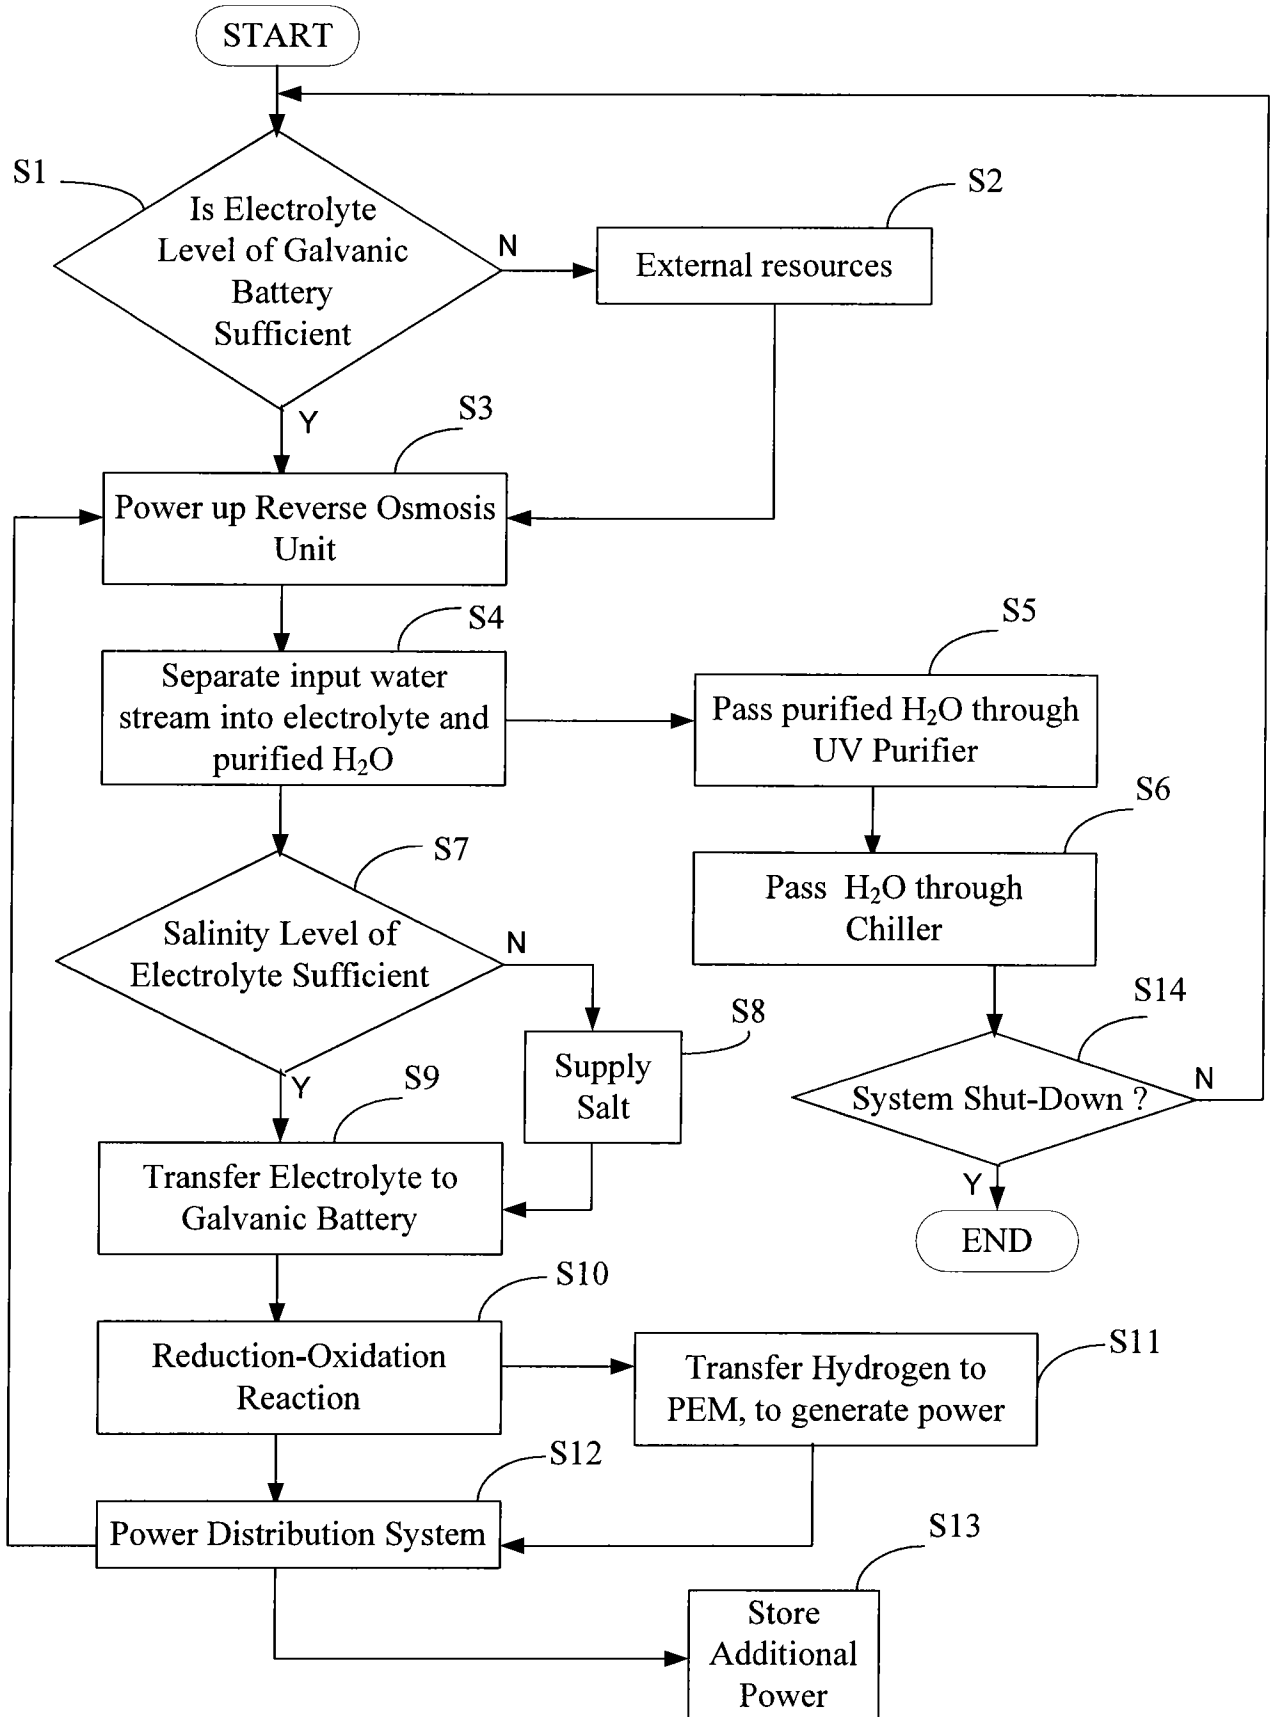 START
S1
Is Electrolyte
Level of Galvanic
Battery
Sufficient
N
S2
External resources
Y
S3
Power up Reverse Osmosis
Unit
S4
Separate input water
stream into electrolyte and
purified H₂O
S5
Pass purified H₂O through
UV Purifier
S6
Pass H₂O through
Chiller
S7
Salinity Level of
Electrolyte Sufficient
N
S8
Supply
Salt
S14
System Shut-Down ?
N
Y
END
Y
S9
Transfer Electrolyte to
Galvanic Battery
S10
Reduction-Oxidation
Reaction
S11
Transfer Hydrogen to
PEM, to generate power
S12
Power Distribution System
S13
Store
Additional
Power